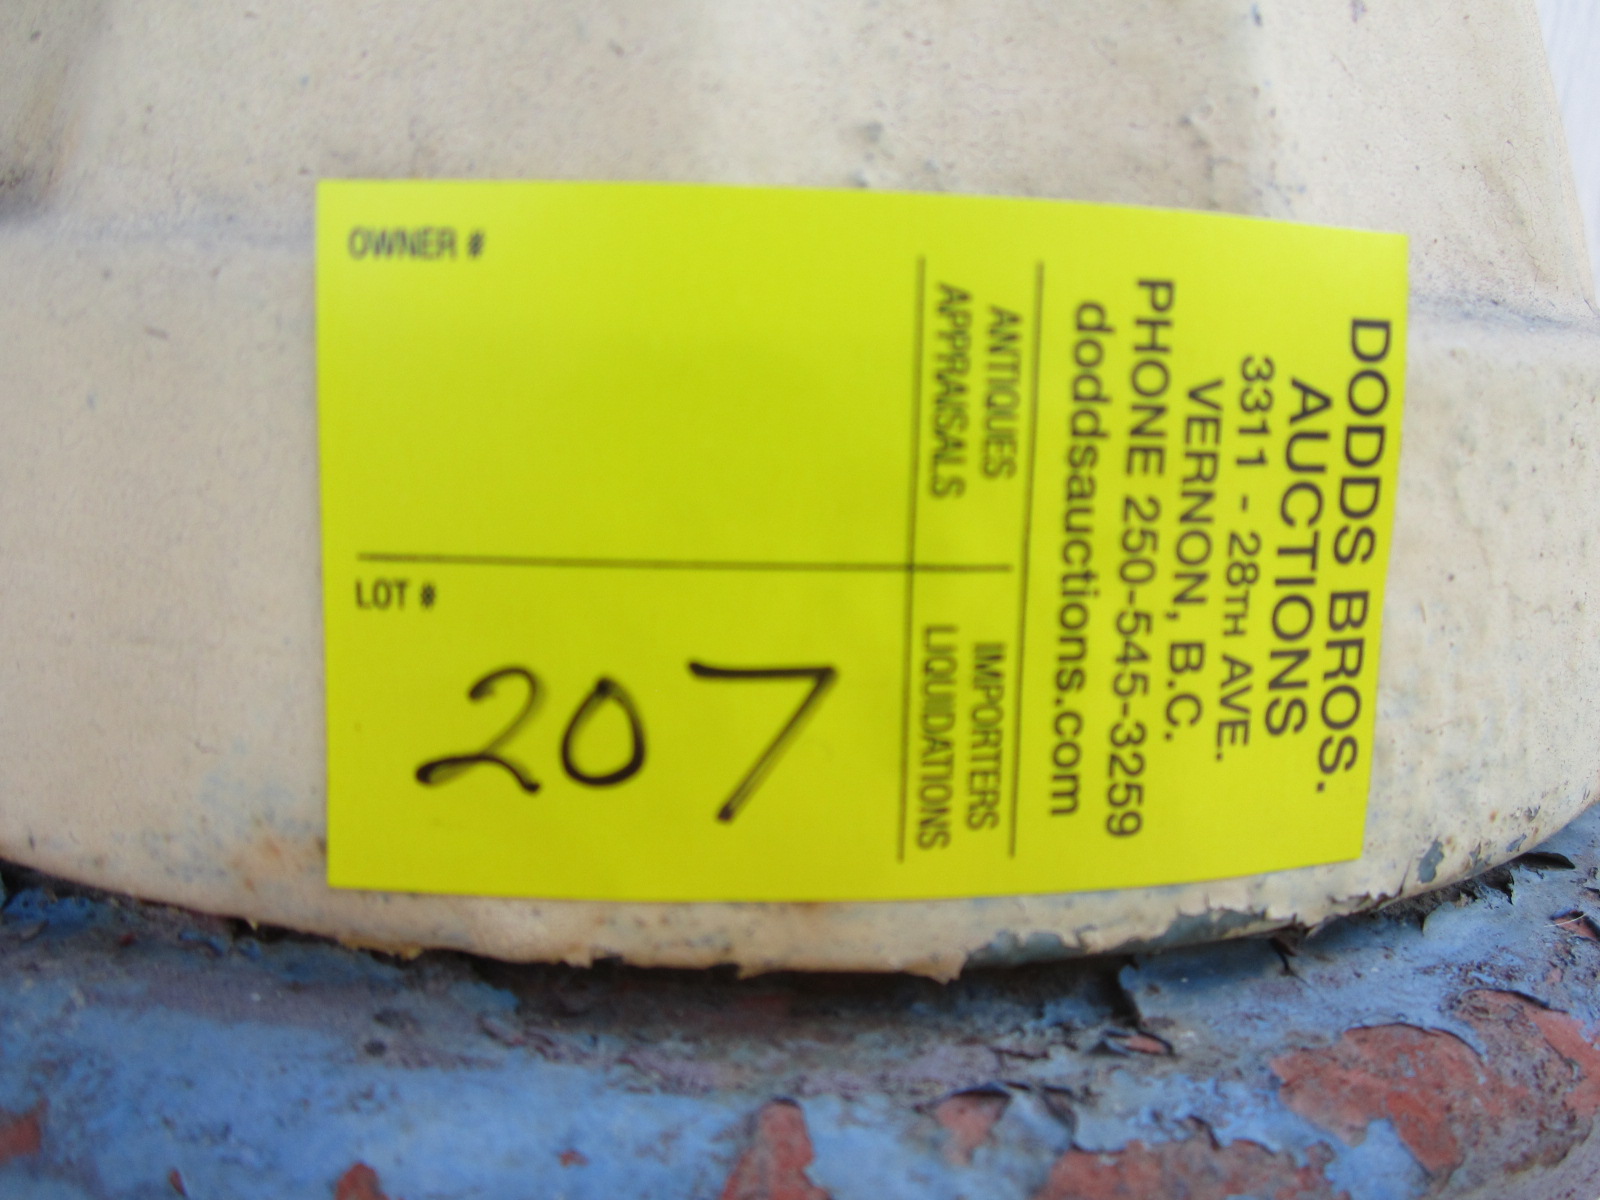 DODDS BROS.
AUCTIONS
3311 - 28TH AVE.
VERNON, B.C.
PHONE 250-545-3259
doddsauctions.com
ANTIQUES
APPRAISALS
IMPORTERS
LIQUIDATIONS
OWNER #
LOT #
207